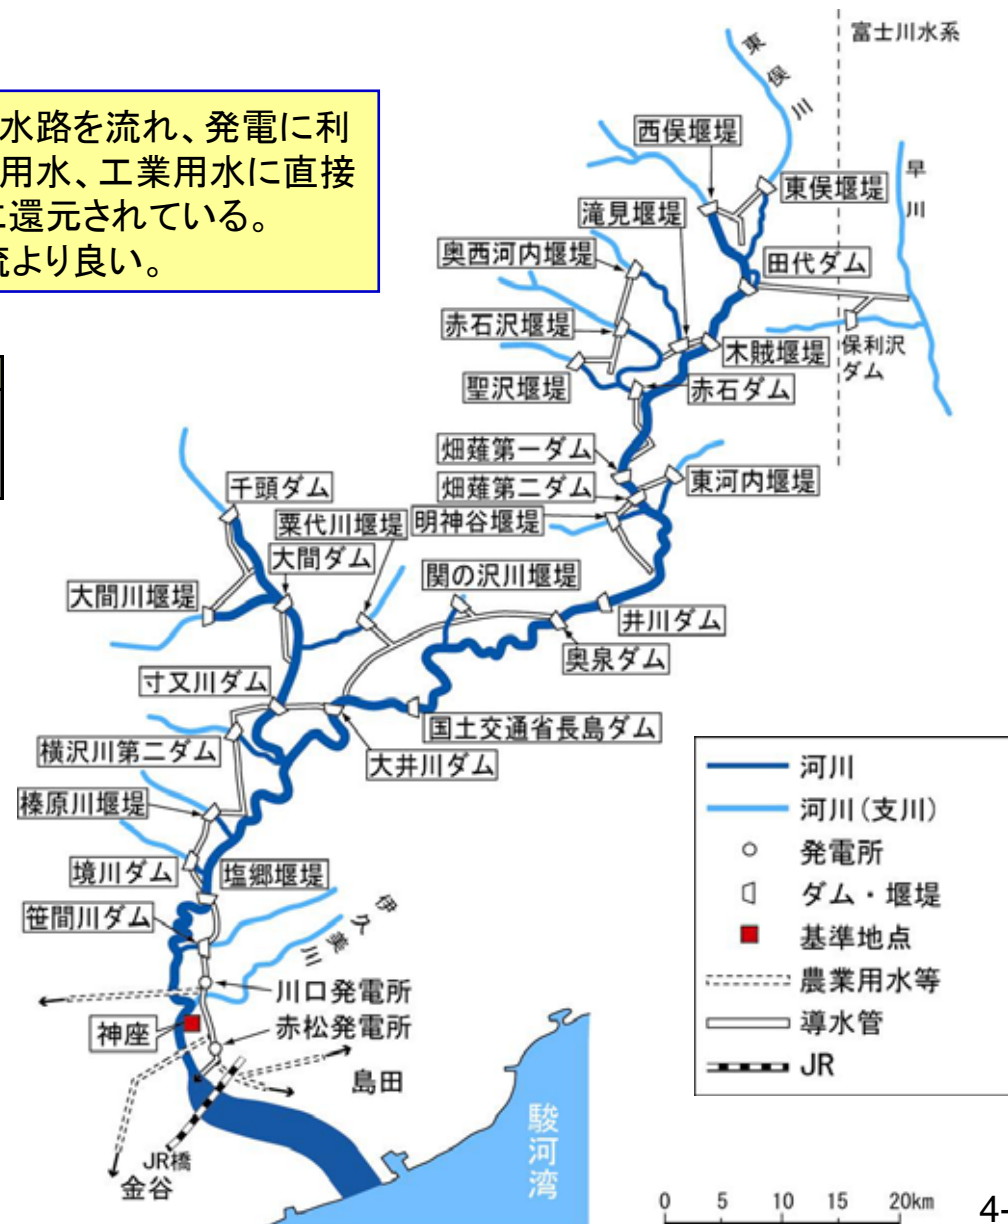 水路を流れ、発電に利
用水、工業用水に直接
に還元されている。
流より良い。
富士川水系
東俣川
西俣堰堤
東俣堰堤
早川
滝見堰堤
奥西河内堰堤
田代ダム
赤石沢堰堤
木賊堰堤
保利沢
ダム
聖沢堰堤
赤石ダム
畑薙第一ダム
東河内堰堤
畑薙第二ダム
千頭ダム
粟代川堰堤
明神谷堰堤
大間ダム
関の沢川堰堤
大間川堰堤
井川ダム
奥泉ダム
寸又川ダム
国土交通省長島ダム
横沢川第二ダム
大井川ダム
榛原川堰堤
境川ダム
塩郷堰堤
笹間川ダム
伊久美川
川口発電所
神座
赤松発電所
島田
JR橋
金谷
駿河湾
河川
河川(支川)
発電所
ダム・堰堤
基準地点
農業用水等
導水管
JR
0 5 10 15 20km
4-